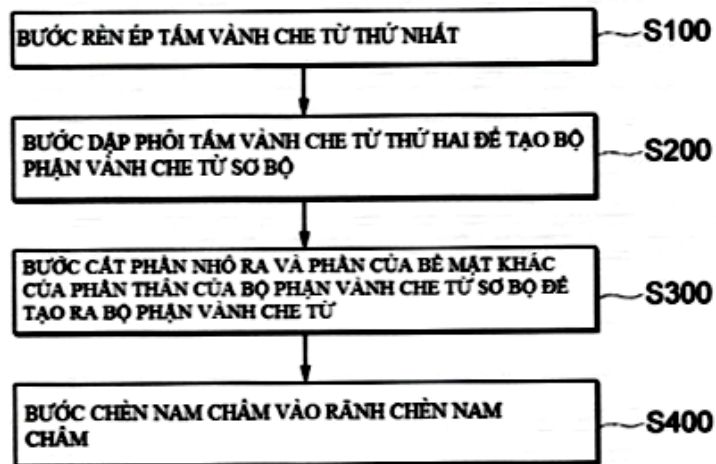 BƯỚC RÈN ÉP TẤM VÀNH CHE TỪ THỨ NHẤT
S100
BƯỚC DẬP PHÔI TẤM VÀNH CHE TỪ THỨ HAI ĐỂ TẠO BỘ
PHẬN VÀNH CHE TỪ SƠ BỘ
S200
BƯỚC CẮT PHẦN NHÔ RA VÀ PHẦN CỦA BỀ MẶT KHÁC
CỦA PHẦN THÂN CỦA BỘ PHẬN VÀNH CHE TỪ SƠ BỘ ĐỂ
TẠO RA BỘ PHẬN VÀNH CHE TỪ
S300
BƯỚC CHÈN NAM CHÂM VÀO RÃNH CHÈN NAM
CHÂM
S400